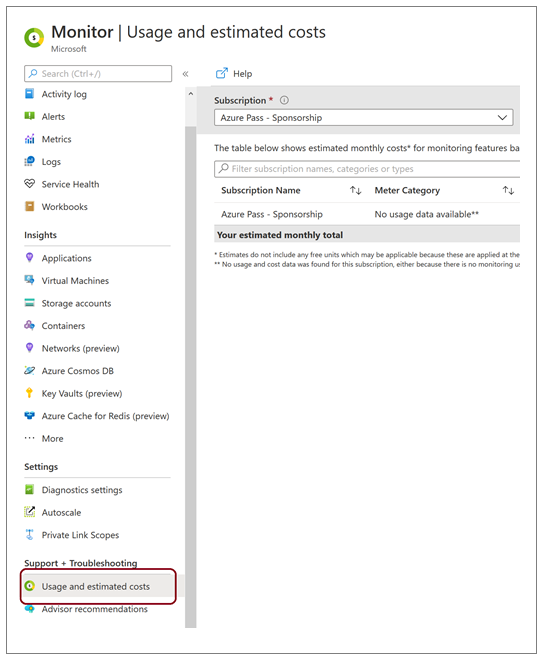 Monitor | Usage and estimated costs
Microsoft
Search (Ctrl+/)
«
Activity log
Alerts
Metrics
Logs
Service Health
Workbooks
Insights
Applications
Virtual Machines
Storage accounts
Containers
Networks (preview)
Azure Cosmos DB
Key Vaults (preview)
Azure Cache for Redis (preview)
More
Settings
Diagnostics settings
Autoscale
Private Link Scopes
Support + Troubleshooting
Usage and estimated costs
Advisor recommendations
Help
Subscription *
Azure Pass - Sponsorship
The table below shows estimated monthly costs* for monitoring features ba
Filter subscription names, categories or types
Subscription Name Meter Category
Azure Pass - Sponsorship No usage data available**
Your estimated monthly total
* Estimates do not include any free units which may be applicable because these are applied at the
** No usage and cost data was found for this subscription, either because there is no monitoring u